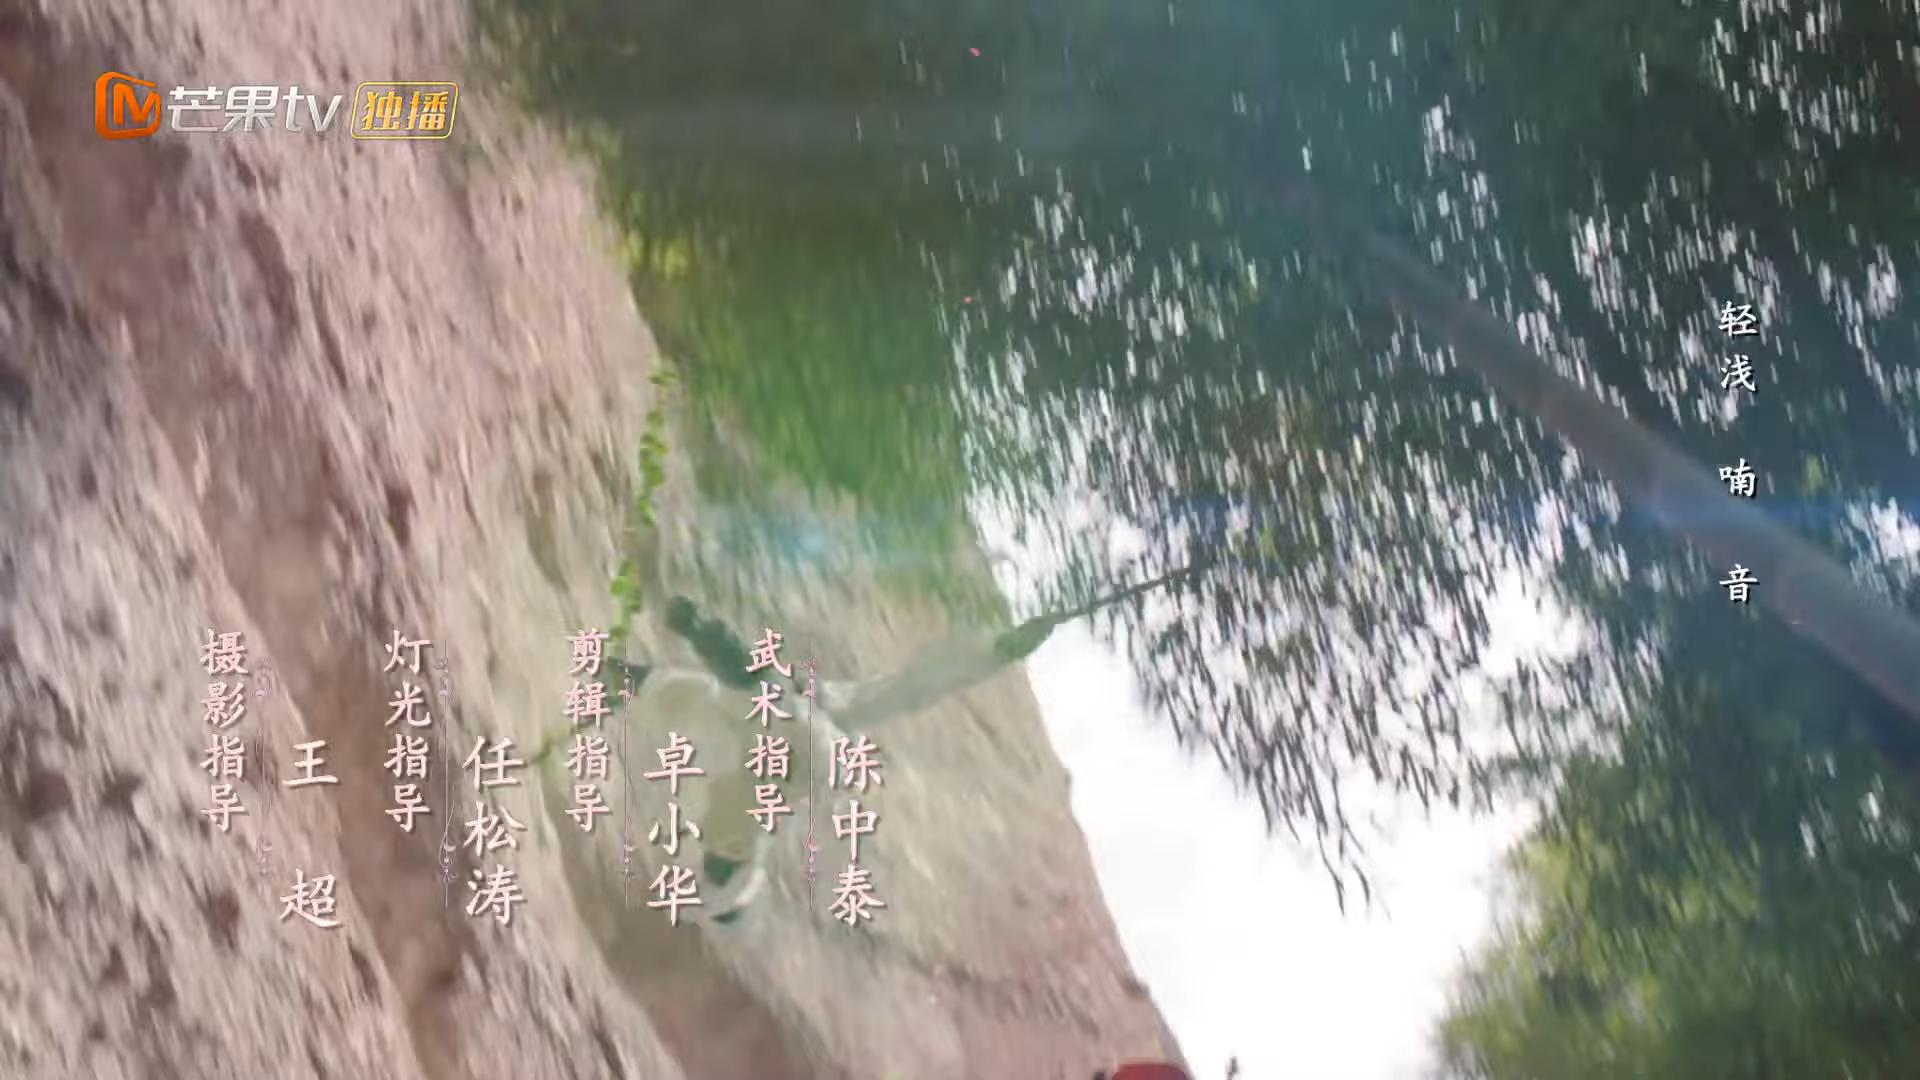 芒果tv 独播
轻浅 喃 音
摄影指导
王超
灯光指导
任松涛
剪辑指导
卓小华
武术指导
陈中泰